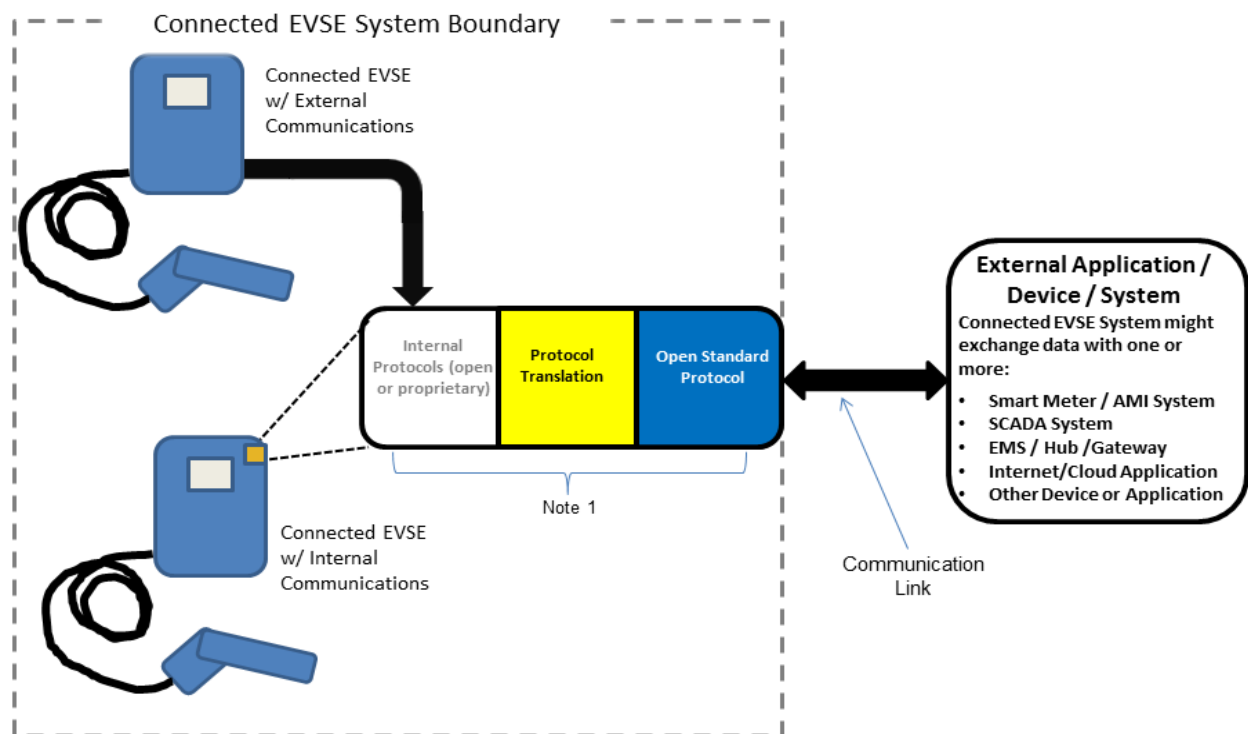 Connected EVSE System Boundary
Connected EVSE
w/ External
Communications
Internal
Protocols (open
or proprietary)
Protocol
Translation
Open Standard
Protocol
Note 1
Connected EVSE
w/ Internal
Communications
Communication
Link
External Application /
Device / System
Connected EVSE System might
exchange data with one or
more:
• Smart Meter / AMI System
• SCADA System
• EMS / Hub /Gateway
• Internet/Cloud Application
• Other Device or Application